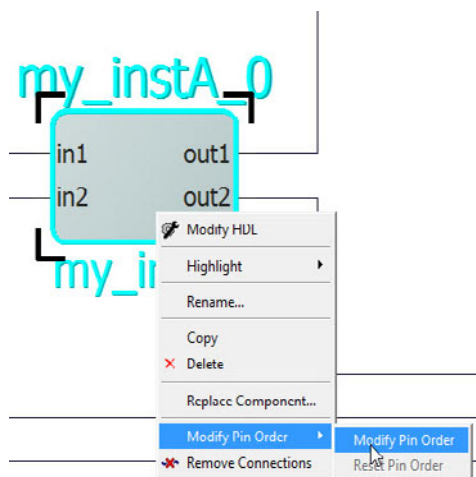 my_instA_0
in1 out1
in2 out2
my_i
Modify HDL
Highlight
Rename...
Copy
Delete
Replace Component...
Modify Pin Order
Modify Pin Order
Remove Connections
Reset Pin Order